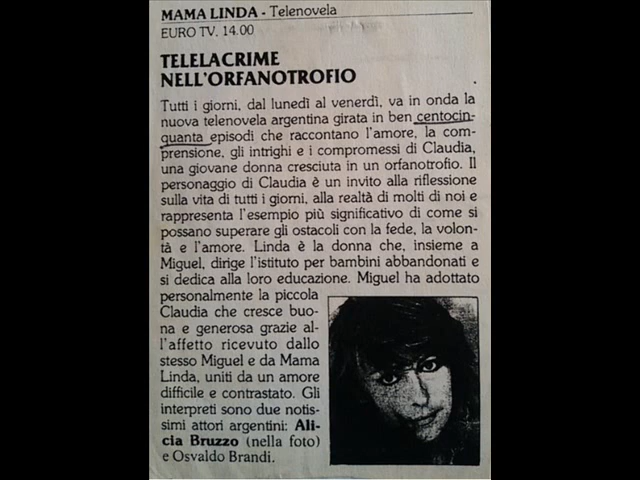 MAMA LINDA - Telenovela
EURO TV. 14.00
TELELACRIME
NELL'ORFANOTROFIO
Tutti i giorni, dal lunedì al venerdì, va in onda la
nuova telenovela argentina girata in ben centocin-
quanta episodi che raccontano l'amore, la com-
prensione, gli intrighi e i compromessi di Claudia,
una giovane donna cresciuta in un orfanotrofio. Il
personaggio di Claudia è un invito alla riflessione
sulla vita di tutti i giorni, alla realtà di molti di noi e
rappresenta l'esempio più significativo di come si
possano superare gli ostacoli con la fede, la volon-
tà e l'amore. Linda è la donna che, insieme a
Miguel, dirige l'istituto per bambini abbandonati e
si dedica alla loro educazione. Miguel ha adottato
personalmente la piccola
Claudia che cresce buo-
na e generosa grazie al-
l'affetto ricevuto dallo
stesso Miguel e da Mama
Linda, uniti da un amore
difficile e contrastato. Gli
interpreti sono due notis-
simi attori argentini: Ali-
cia Bruzzo (nella foto)
e Osvaldo Brandi.